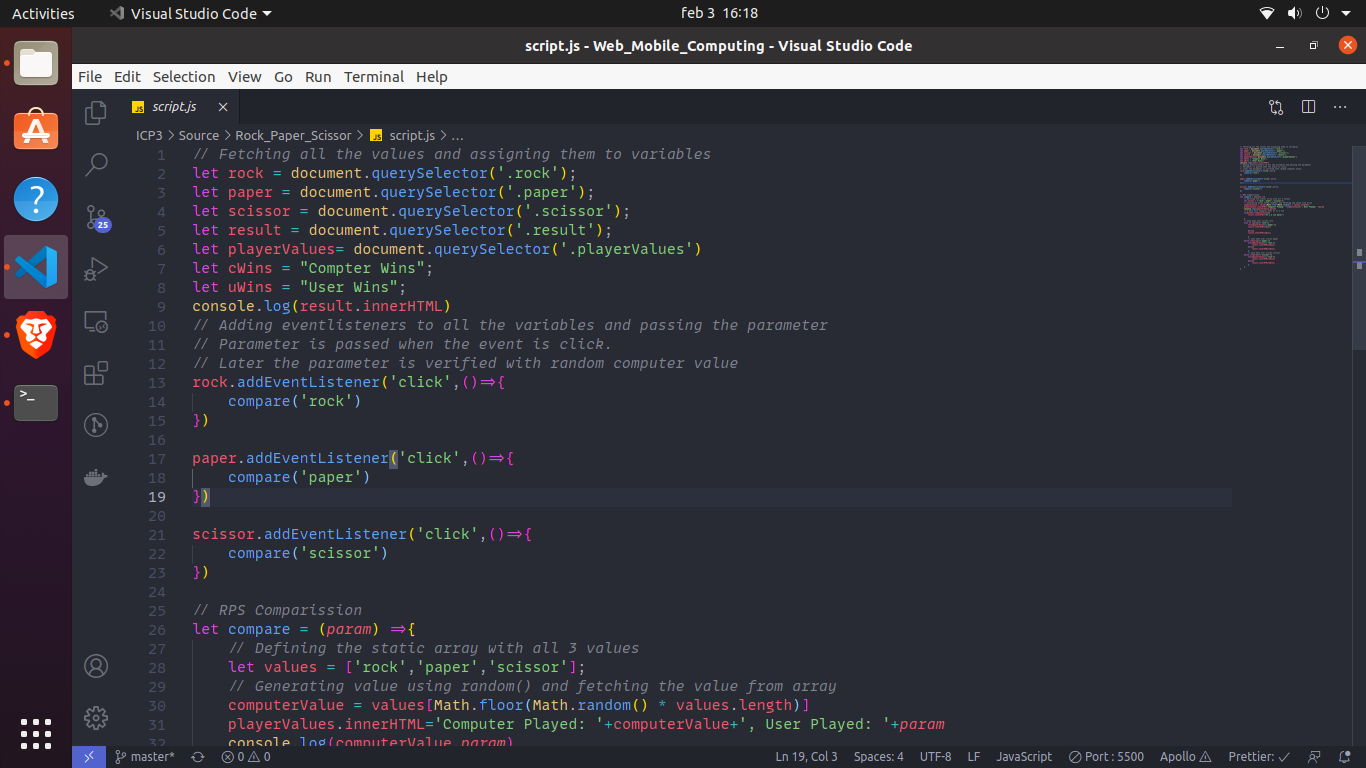 Activities Visual Studio Code feb 3 16:18
script.js - Web_Mobile_Computing - Visual Studio Code
File Edit Selection View Go Run Terminal Help
JS script.js
ICP3 > Source > Rock_Paper_Scissor > JS script.js > ...
1 // Fetching all the values and assigning them to variables
2 let rock = document.querySelector('.rock');
3 let paper = document.querySelector('.paper');
4 let scissor = document.querySelector('.scissor');
5 let result = document.querySelector('.result');
6 let playerValues= document.querySelector('.playerValues')
7 let cWins = "Compter Wins";
8 let uWins = "User Wins";
9 console.log(result.innerHTML)
10 // Adding eventlisteners to all the variables and passing the parameter
11 // Parameter is passed when the event is click.
12 // Later the parameter is verified with random computer value
13 rock.addEventListener('click',()=>{
14 compare('rock')
15 })
16
17 paper.addEventListener('click',()=>{
18 compare('paper')
19 })
20
21 scissor.addEventListener('click',()=>{
22 compare('scissor')
23 })
24
25 // RPS Comparission
26 let compare = (param) =>{
27 // Defining the static array with all 3 values
28 let values = ['rock','paper','scissor'];
29 // Generating value using random() and fetching the value from array
30 computerValue = values[Math.floor(Math.random() * values.length)]
31 playerValues.innerHTML='Computer Played: '+computerValue+', User Played: '+param
32 console.log(computerValue,param)
25
master* 0 0 Ln 19, Col 3 Spaces: 4 UTF-8 LF JavaScript Port : 5500 Apollo Prettier: ✓